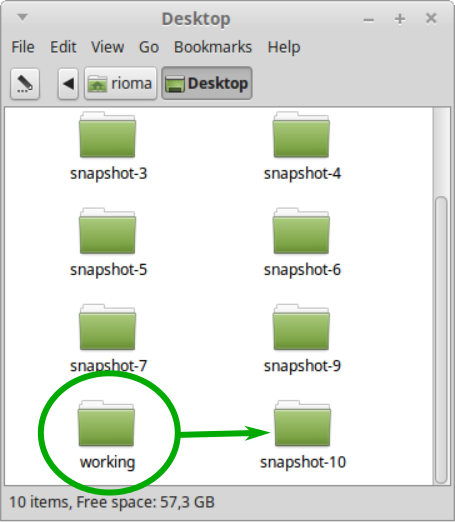 Desktop
File Edit View Go Bookmarks Help
rioma Desktop
snapshot-3 snapshot-4
snapshot-5 snapshot-6
snapshot-7 snapshot-9
working snapshot-10
10 items, Free space: 57,3 GB